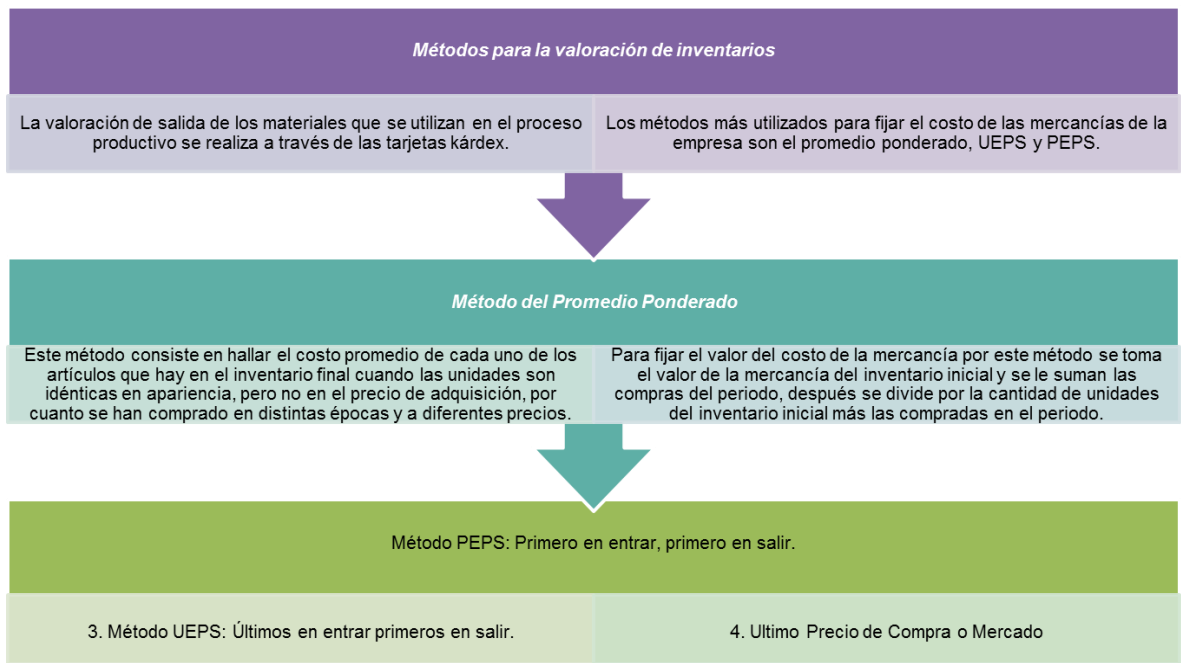 Métodos para la valoración de inventarios
La valoración de salida de los materiales que se utilizan en el proceso
productivo se realiza a través de las tarjetas kárdex.
Los métodos más utilizados para fijar el costo de las mercancías de la
empresa son el promedio ponderado, UEPS y PEPS.
Método del Promedio Ponderado
Este método consiste en hallar el costo promedio de cada uno de los
artículos que hay en el inventario final cuando las unidades son
idénticas en apariencia, pero no en el precio de adquisición, por
cuanto se han comprado en distintas épocas y a diferentes precios.
Para fijar el valor del costo de la mercancía por este método se toma
el valor de la mercancía del inventario inicial y se le suman las
compras del periodo, después se divide por la cantidad de unidades
del inventario inicial más las compradas en el periodo.
Método PEPS: Primero en entrar, primero en salir.
3. Método UEPS: Últimos en entrar primeros en salir.
4. Ultimo Precio de Compra o Mercado